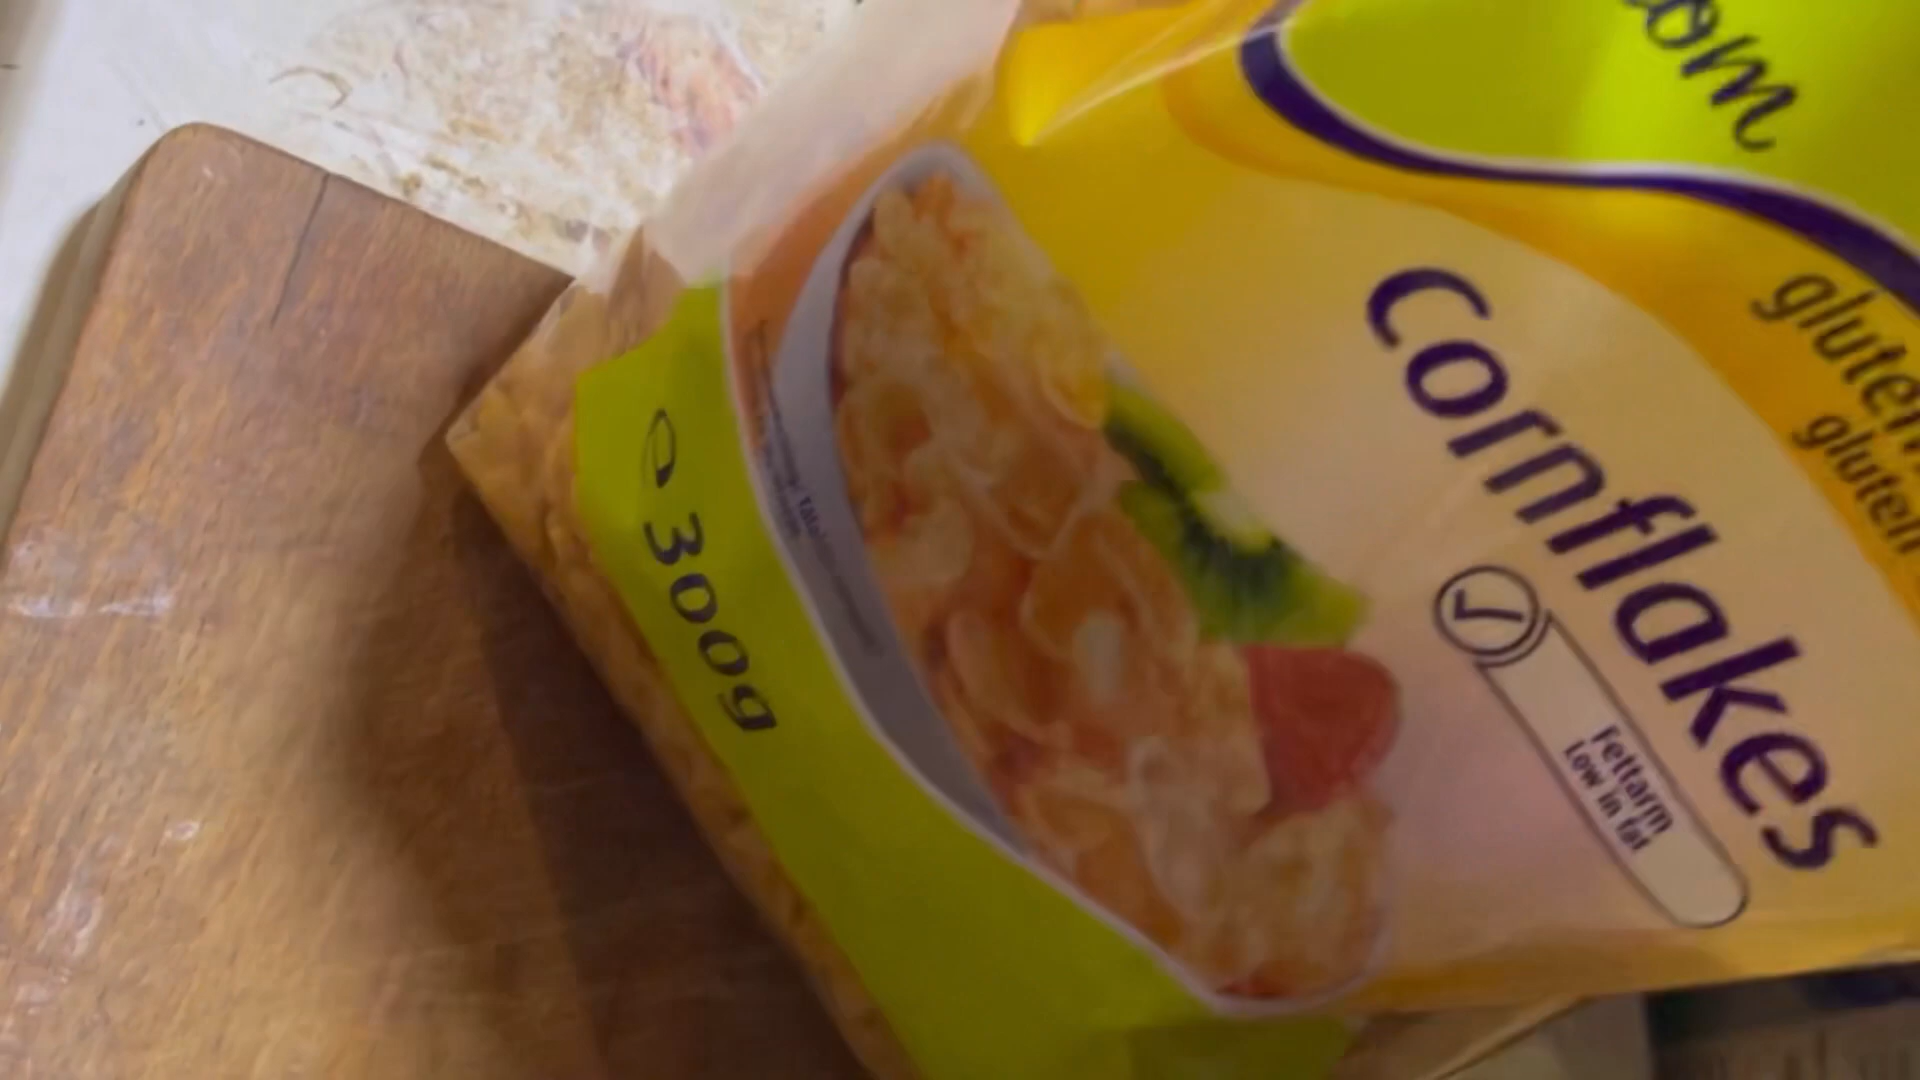 om
gluten
gluten
Cornflakes
Fettarm
Low in fat
e 300g